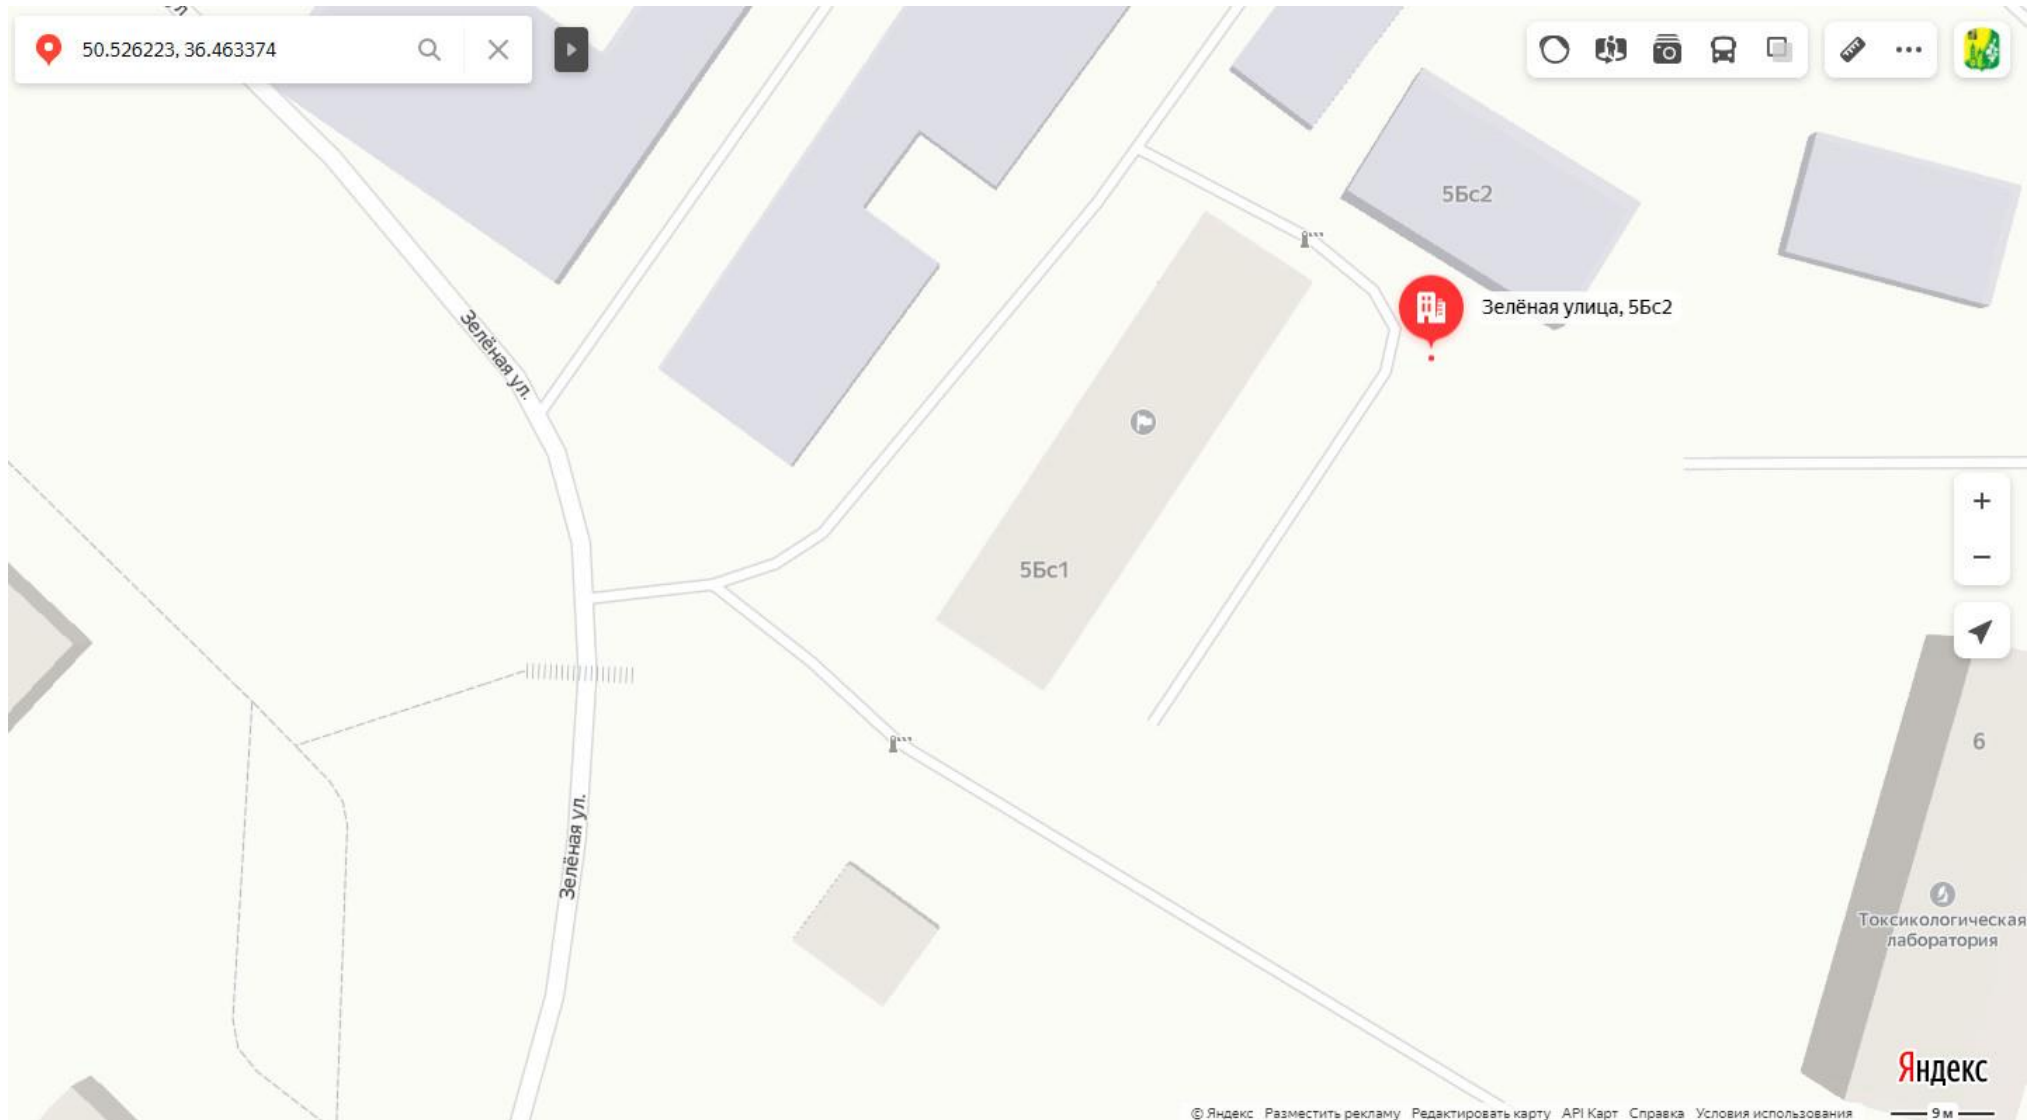 50.526223, 36.463374
5Бс2
Зелёная улица, 5Бс2
Зелёная ул.
5Бс1
6
Зелёная ул.
Токсикологическая
лаборатория
Яндекс
© Яндекс Разместить рекламу Редактировать карту API Карт Справка Условия использования 9 м